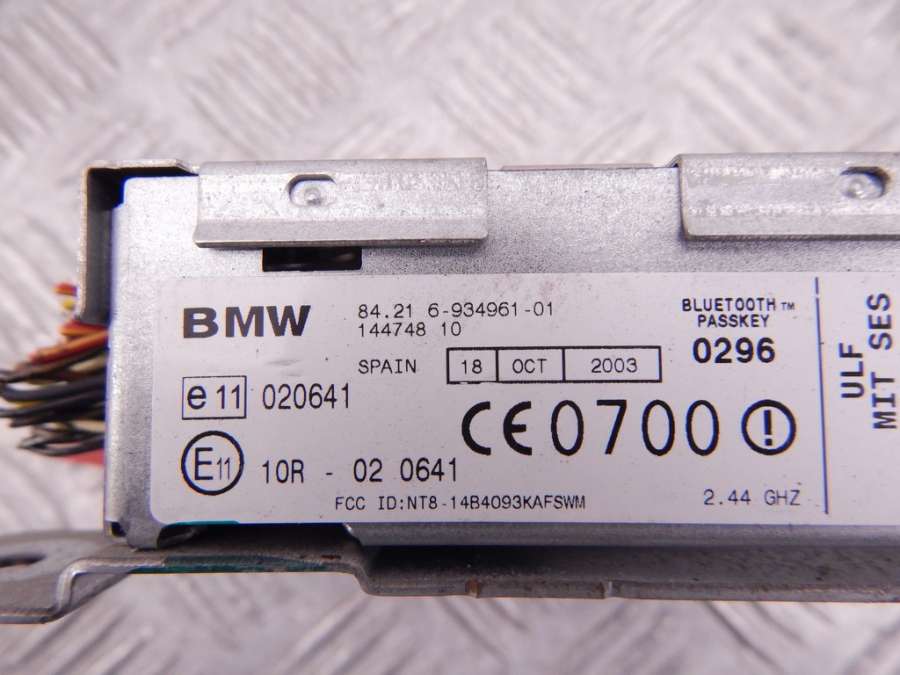 BMW
84.21 6-934961-01
144748 10
SPAIN 18 OCT 2003
BLUETOOTH™
PASSKEY
0296
e 11 020641
CE0700
E11 10R - 02 0641
FCC ID:NT8-14B4093KAFSWM
2.44 GHZ
ULF
MIT SES